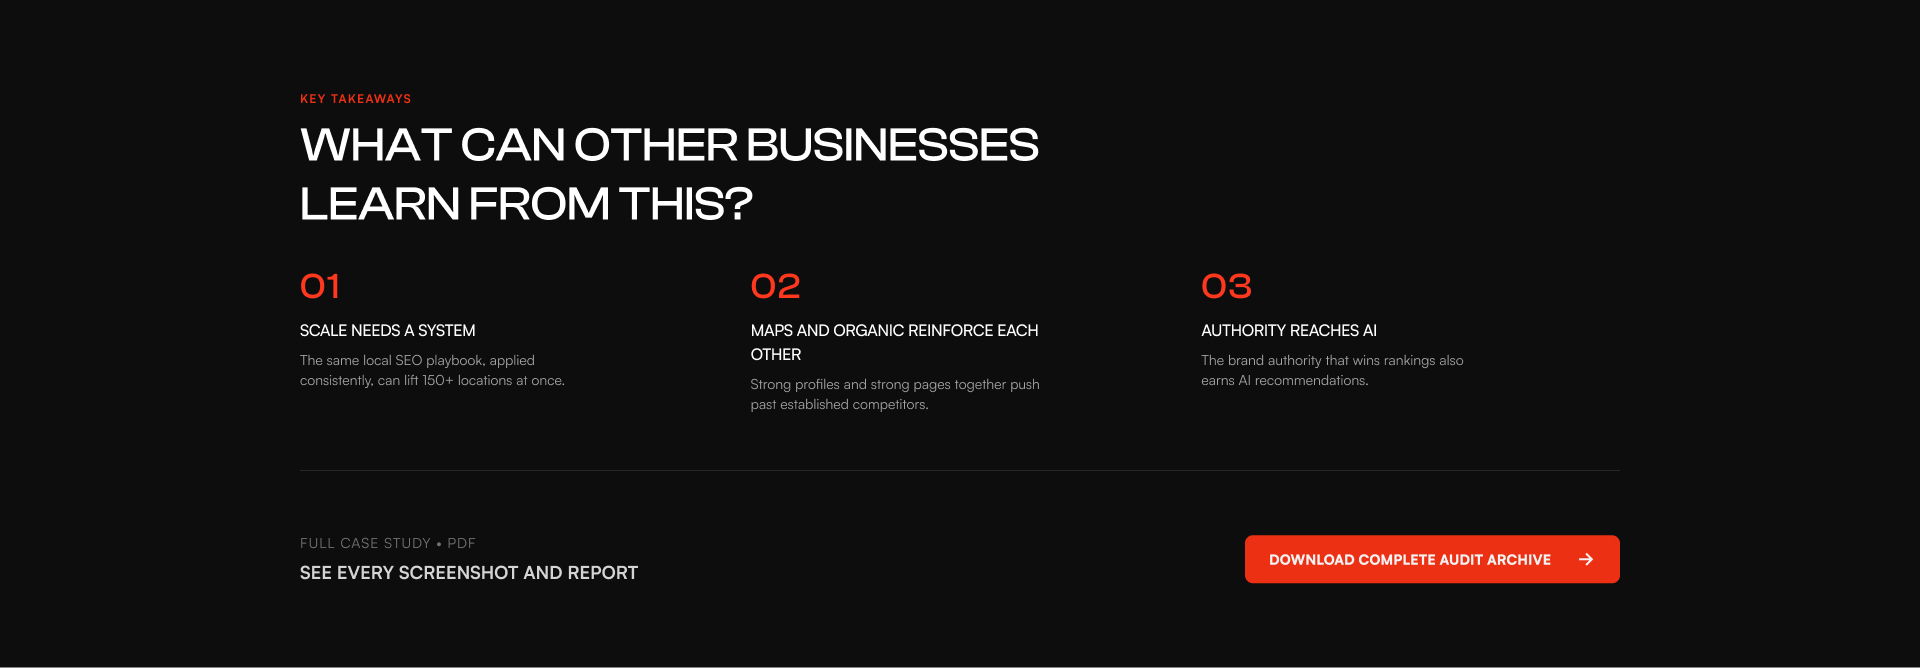 KEY TAKEAWAYS
WHAT CAN OTHER BUSINESSES
LEARN FROM THIS?
01
SCALE NEEDS A SYSTEM
The same local SEO playbook, applied
consistently, can lift 150+ locations at once.
02
MAPS AND ORGANIC REINFORCE EACH
OTHER
Strong profiles and strong pages together push
past established competitors.
03
AUTHORITY REACHES AI
The brand authority that wins rankings also
earns AI recommendations.
FULL CASE STUDY • PDF
SEE EVERY SCREENSHOT AND REPORT
DOWNLOAD COMPLETE AUDIT ARCHIVE →